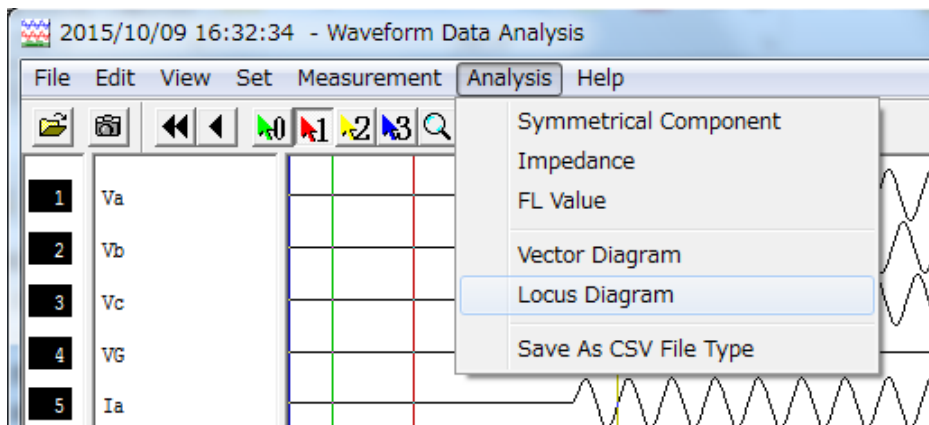 2015/10/09 16:32:34 - Waveform Data Analysis
File Edit View Set Measurement Analysis Help
0 1 2 3
Symmetrical Component
Impedance
FL Value
Vector Diagram
Locus Diagram
Save As CSV File Type
1 Va
2 Vb
3 Vc
4 VG
5 Ia